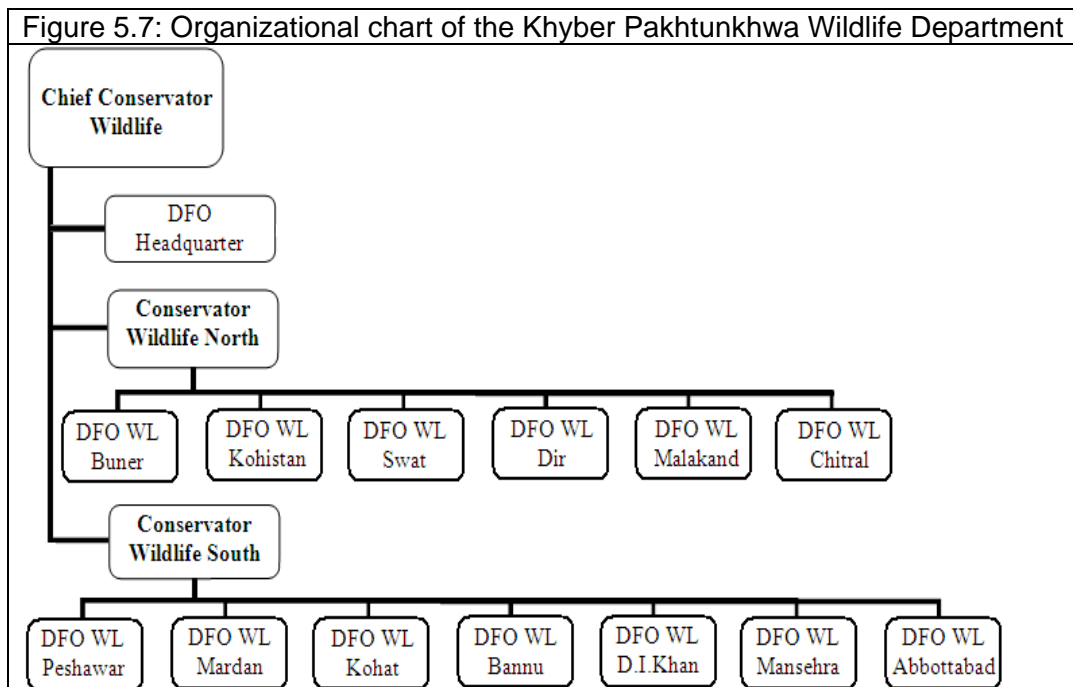 Figure 5.7: Organizational chart of the Khyber Pakhtunkhwa Wildlife Department
Chief Conservator
Wildlife
DFO
Headquarter
Conservator
Wildlife North
DFO WL
Buner
DFO WL
Kohistan
DFO WL
Swat
DFO WL
Dir
DFO WL
Malakand
DFO WL
Chitral
Conservator
Wildlife South
DFO WL
Peshawar
DFO WL
Mardan
DFO WL
Kohat
DFO WL
Bannu
DFO WL
D.I.Khan
DFO WL
Mansehra
DFO WL
Abbottabad